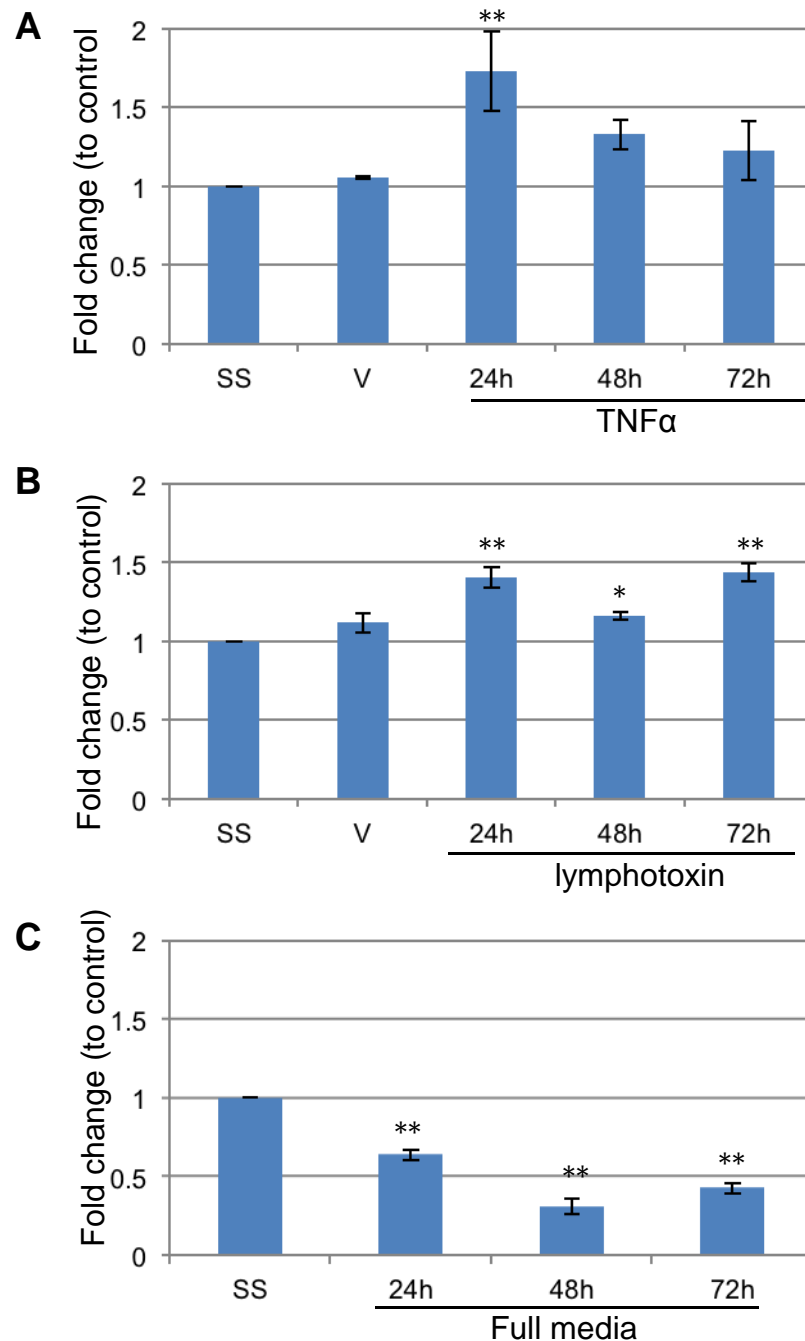 A
Fold change (to control)
2
**
1.5
1
0.5
0
SS V 24h 48h 72h
TNFα
B
Fold change (to control)
2
1.5
**
*
**
1
0.5
0
SS V 24h 48h 72h
lymphotoxin
C
Fold change (to control)
2
1.5
1
**
**
**
0.5
0
SS 24h 48h 72h
Full media